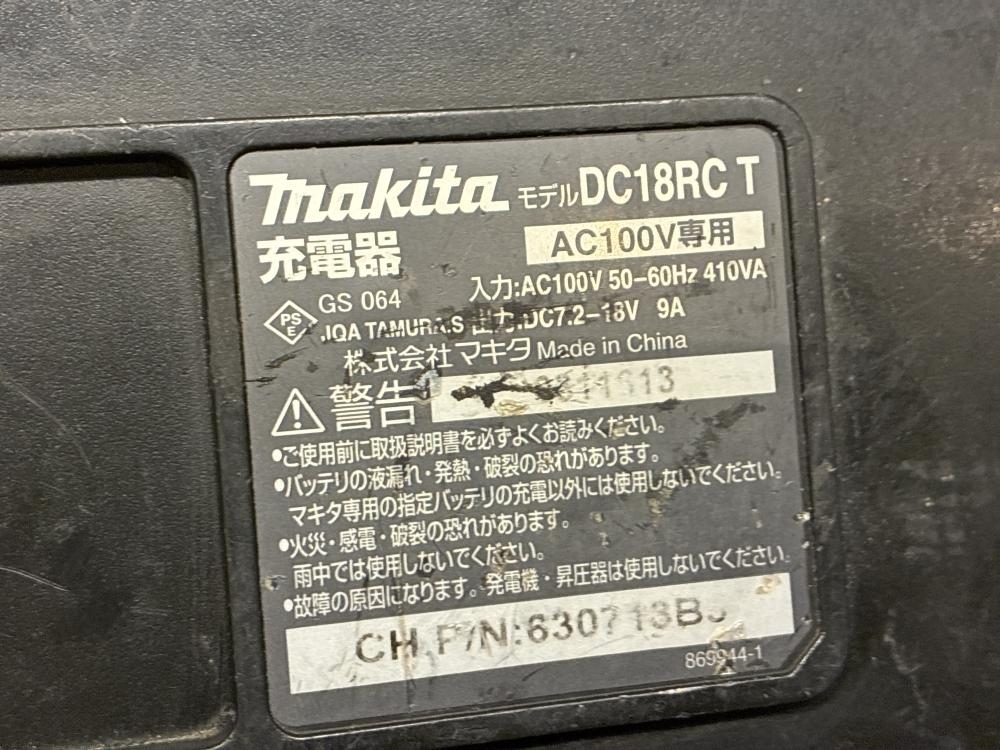 makita モデル DC18RC T
充電器 AC100V専用
入力:AC100V 50-60Hz 410VA
PSE GS 064
JQA TAMURA.S 出力:DC7.2-18V 9A
株式会社マキタ Made in China
警告
•ご使用前に取扱説明書を必ずよくお読みください。
•バッテリの液漏れ・発熱・破裂の恐れがあります。
マキタ専用の指定バッテリの充電以外には使用しないでください。
•火災・感電・破裂の恐れがあります。
雨中では使用しないでください。
•故障の原因になります。発電機・昇圧器は使用しないでください。
CH P/N:630713B
869944-1